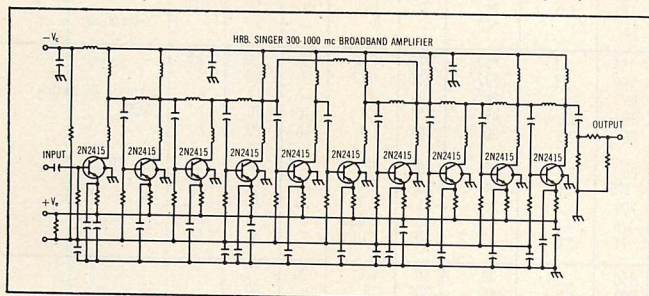 HRB. SINGER 300-1000 mc BROADBAND AMPLIFIER
−Vc
INPUT
2N2415 2N2415 2N2415 2N2415 2N2415 2N2415 2N2415 2N2415 2N2415
OUTPUT
+Ve